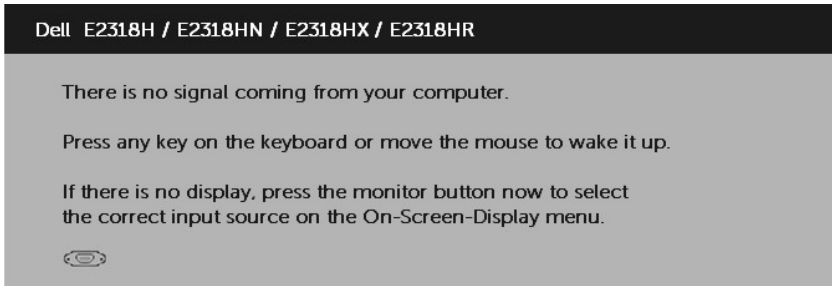 Dell E2318H / E2318HN / E2318HX / E2318HR
There is no signal coming from your computer.
Press any key on the keyboard or move the mouse to wake it up.
If there is no display, press the monitor button now to select
the correct input source on the On-Screen-Display menu.